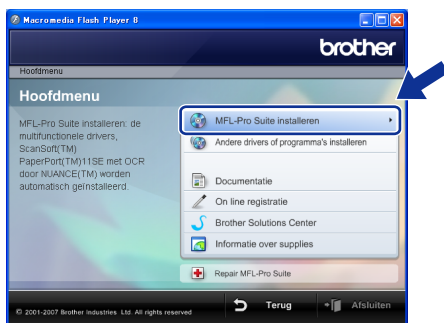 Macromedia Flash Player 8
brother
Hoofdmenu
Hoofdmenu
MFL-Pro Suite installeren: de
multifunctionele drivers,
ScanSoft(TM)
PaperPort(TM)11SE met OCR
door NUANCE(TM) worden
automatisch geïnstalleerd.
MFL-Pro Suite installeren
Andere drivers of programma's installeren
Documentatie
On line registratie
Brother Solutions Center
Informatie over supplies
Repair MFL-Pro Suite
© 2001-2007 Brother Industries Ltd. All rights reserved
Terug
Afsluiten